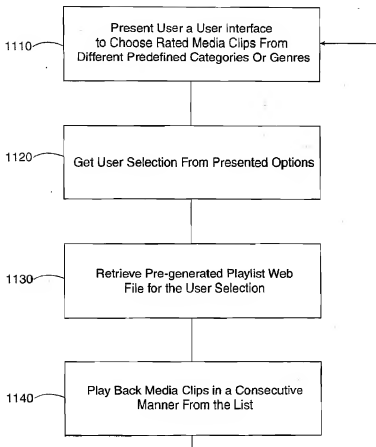 1110
Present User a User Interface
to Choose Rated Media Clips From
Different Predefined Categories Or Genres
1120
Get User Selection From Presented Options
1130
Retrieve Pre-generated Playlist Web
File for the User Selection
1140
Play Back Media Clips in a Consecutive
Manner From the List